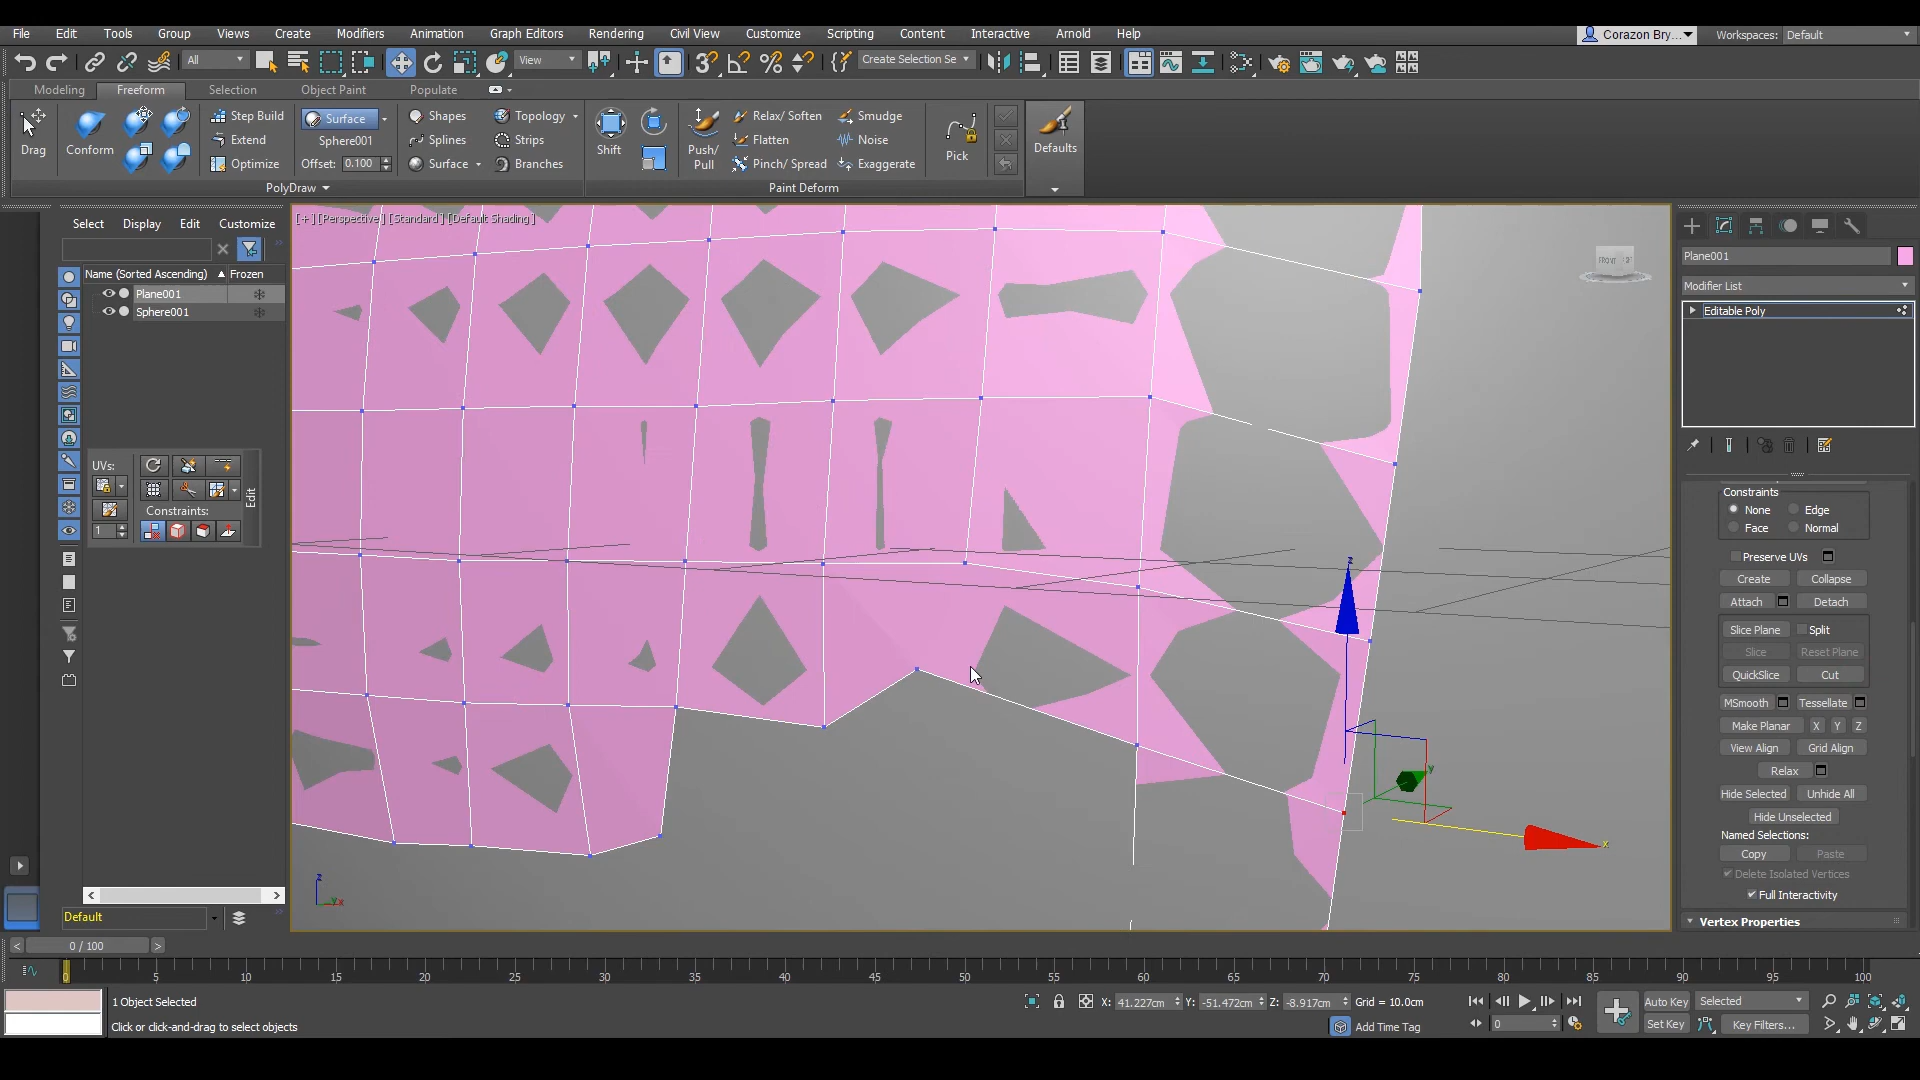 File Edit Tools Group Views Create Modifiers Animation Graph Editors Rendering Civil View Customize Scripting Content Interactive Arnold Help
Corazon Bry... Workspaces: Default
All View Create Selection Se
Modeling Freeform Selection Object Paint Populate
Drag Conform Step Build Extend Optimize
Surface Sphere001 Offset: 0.100
Shapes Splines Surface Topology Strips Branches
Shift Push/ Pull Relax/ Soften Flatten Pinch/ Spread Smudge Noise Exaggerate
Pick Defaults
PolyDraw Paint Deform
Select Display Edit Customize
Name (Sorted Ascending) Frozen
Plane001
Sphere001
UVs:
Constraints:
1
Edit
Default
[+] [Perspective] [Standard] [Default Shading]
FRONT
z
y
x
z
x
Plane001
Modifier List
Editable Poly
Constraints
None Edge
Face Normal
Preserve UVs
Create Collapse
Attach Detach
Slice Plane Split
Slice Reset Plane
QuickSlice Cut
MSmooth Tessellate
Make Planar X Y Z
View Align Grid Align
Relax
Hide Selected Unhide All
Hide Unselected
Named Selections:
Copy Paste
Delete Isolated Vertices
Full Interactivity
Vertex Properties
< 0 / 100 >
0 5 10 15 20 25 30 35 40 45 50 55 60 65 70 75 80 85 90 95 100
1 Object Selected
Click or click-and-drag to select objects
X: 41.227cm Y: -51.472cm Z: -8.917cm Grid = 10.0cm
Add Time Tag
0
Auto Key Selected
Set Key Key Filters...